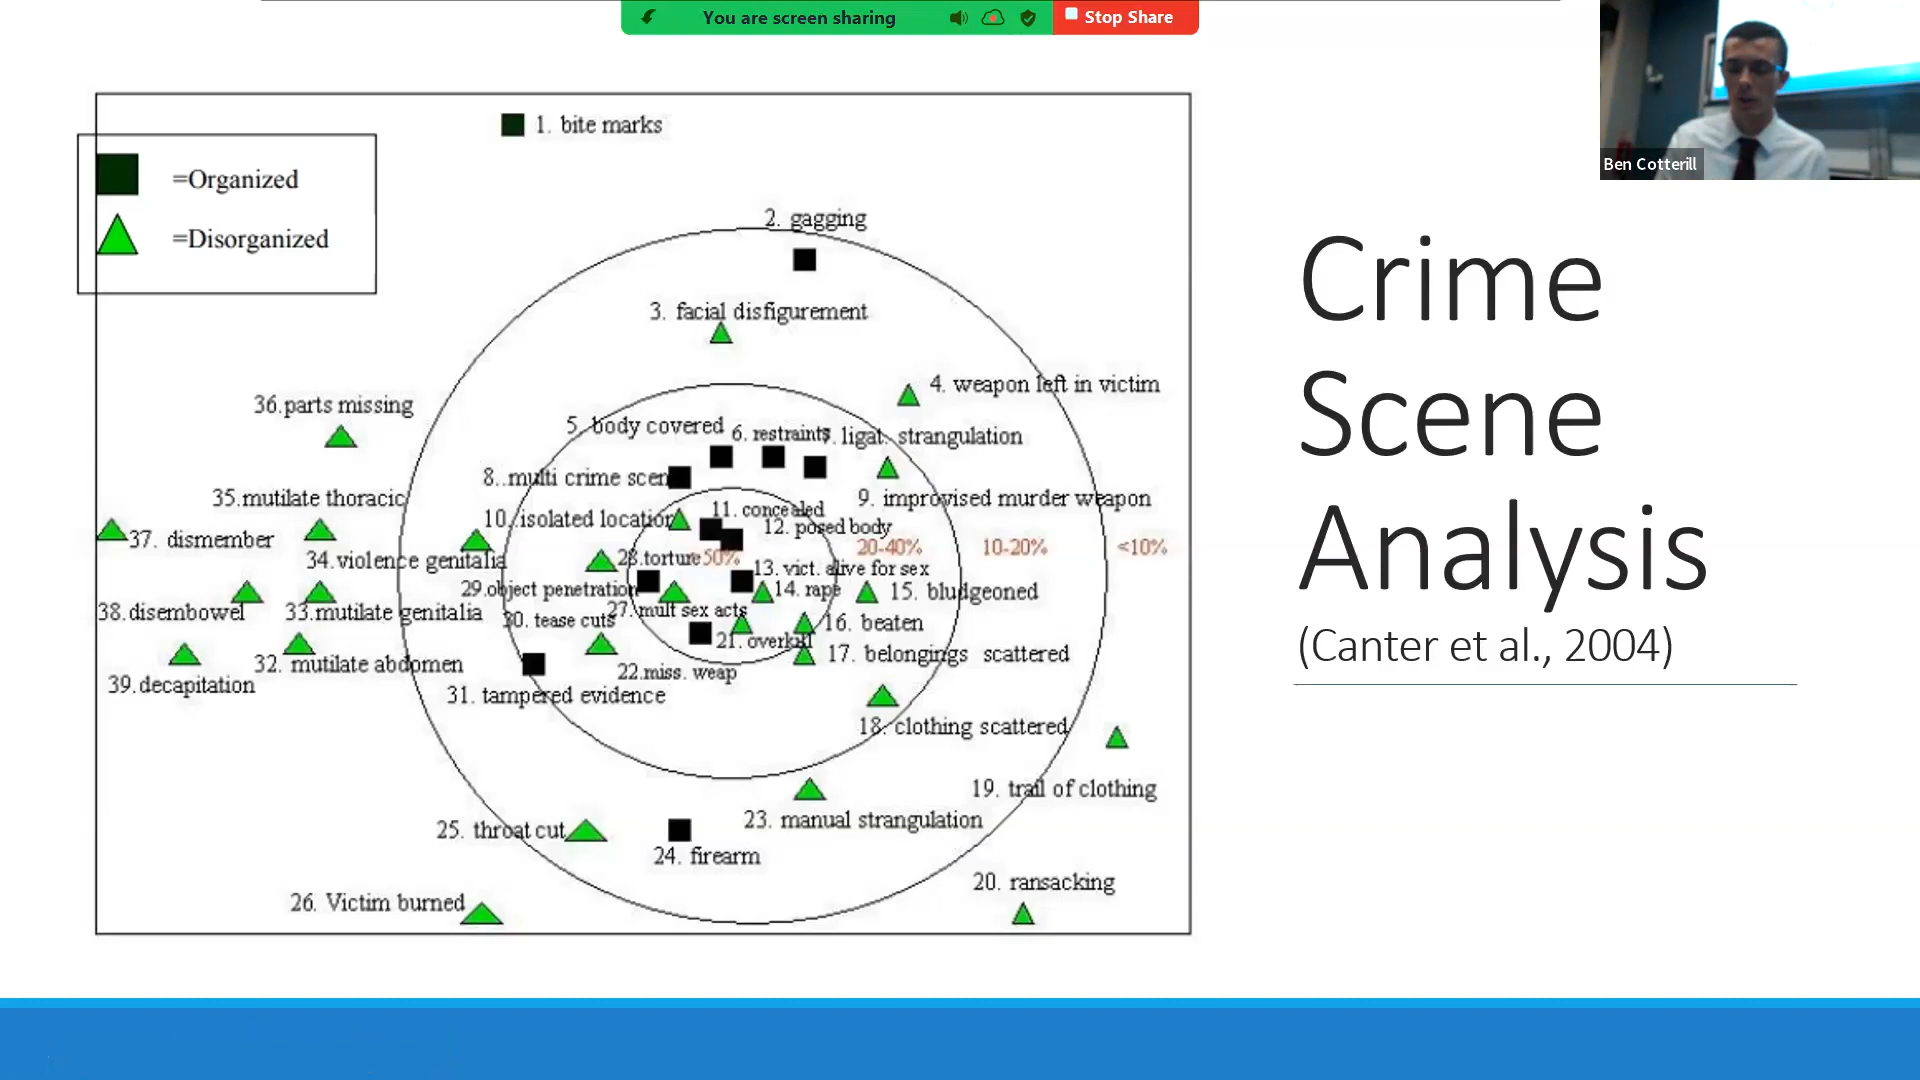 You are screen sharing
Stop Share
Ben Cotterill
1. bite marks
=Organized
=Disorganized
2. gagging
3. facial disfigurement
4. weapon left in victim
36.parts missing
5. body covered
6. restraints
7. ligat. strangulation
8..multi crime scen
35.mutilate thoracic
9. improvised murder weapon
10. isolated location
11. concealed
12. posed body
37. dismember
34.violence genitalia
28.torture
50%
20-40%
10-20%
<10%
13. vict. alive for sex
29.object penetration
14. rape
15. bludgeoned
38.disembowel
33.mutilate genitalia
27.mult sex acts
30. tease cuts
16. beaten
21. overkill
17. belongings scattered
32. mutilate abdomen
22.miss. weap
39.decapitation
31. tampered evidence
18. clothing scattered
19. trail of clothing
23. manual strangulation
25. throat cut
24. firearm
20. ransacking
26. Victim burned
Crime
Scene
Analysis
(Canter et al., 2004)